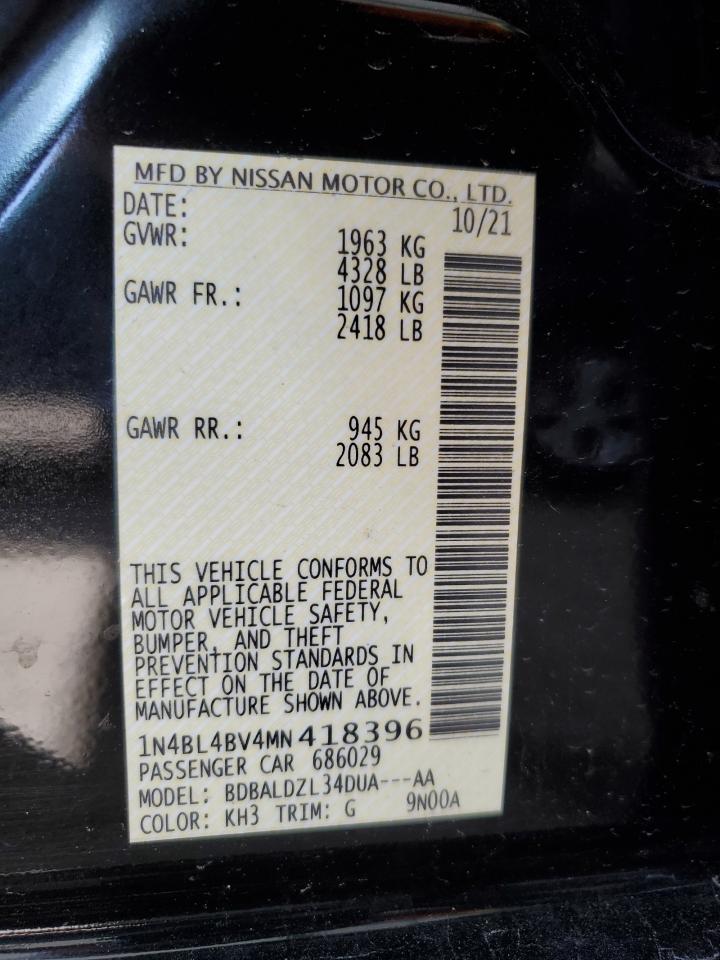 MFD BY NISSAN MOTOR CO., LTD.
DATE: 10/21
GVWR: 1963 KG
4328 LB
GAWR FR.: 1097 KG
2418 LB
GAWR RR.: 945 KG
2083 LB
THIS VEHICLE CONFORMS TO
ALL APPLICABLE FEDERAL
MOTOR VEHICLE SAFETY,
BUMPER, AND THEFT
PREVENTION STANDARDS IN
EFFECT ON THE DATE OF
MANUFACTURE SHOWN ABOVE.
1N4BL4BV4MN418396
PASSENGER CAR 686029
MODEL: BDBALDZL34DUA---AA
COLOR: KH3 TRIM: G 9N00A